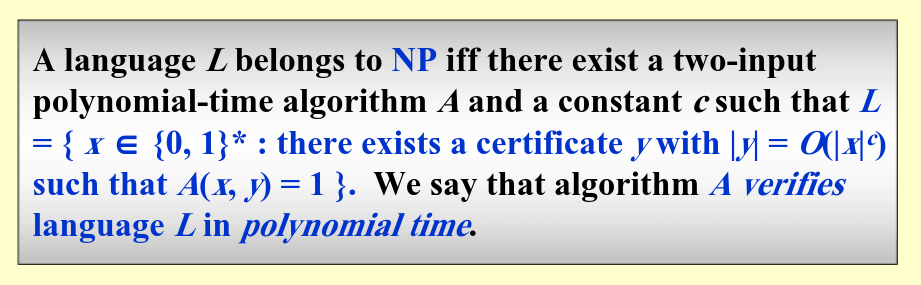 A language L belongs to NP iff there exist a two-input
polynomial-time algorithm A and a constant c such that L
= { x ∈ {0, 1}* : there exists a certificate y with |y| = O(|x|ᶜ)
such that A(x, y) = 1 }. We say that algorithm A verifies
language L in polynomial time.